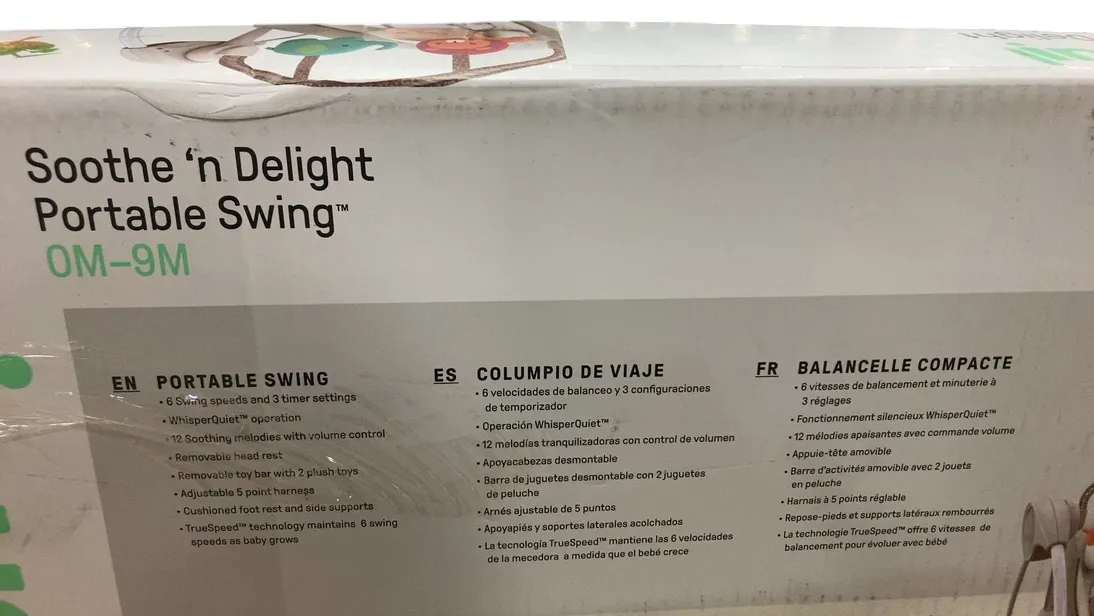 Soothe 'n Delight
Portable Swing™
0M–9M
EN PORTABLE SWING
• 6 Swing speeds and 3 timer settings
• WhisperQuiet™ operation
• 12 Soothing melodies with volume control
• Removable head rest
• Removable toy bar with 2 plush toys
• Adjustable 5 point harness
• Cushioned foot rest and side supports
• TrueSpeed™ technology maintains 6 swing
speeds as baby grows
ES COLUMPIO DE VIAJE
• 6 velocidades de balanceo y 3 configuraciones
de temporizador
• Operación WhisperQuiet™
• 12 melodías tranquilizadoras con control de volumen
• Apoyacabezas desmontable
• Barra de juguetes desmontable con 2 juguetes
de peluche
• Arnés ajustable de 5 puntos
• Apoyapiés y soportes laterales acolchados
• La tecnología TrueSpeed™ mantiene las 6 velocidades
de la mecedora a medida que el bebé crece
FR BALANCELLE COMPACTE
• 6 vitesses de balancement et minuterie à
3 réglages
• Fonctionnement silencieux WhisperQuiet™
• 12 mélodies apaisantes avec commande volume
• Appuie-tête amovible
• Barre d'activités amovible avec 2 jouets
en peluche
• Harnais à 5 points réglable
• Repose-pieds et supports latéraux rembourrés
• La technologie TrueSpeed™ offre 6 vitesses de
balancement pour évoluer avec bébé